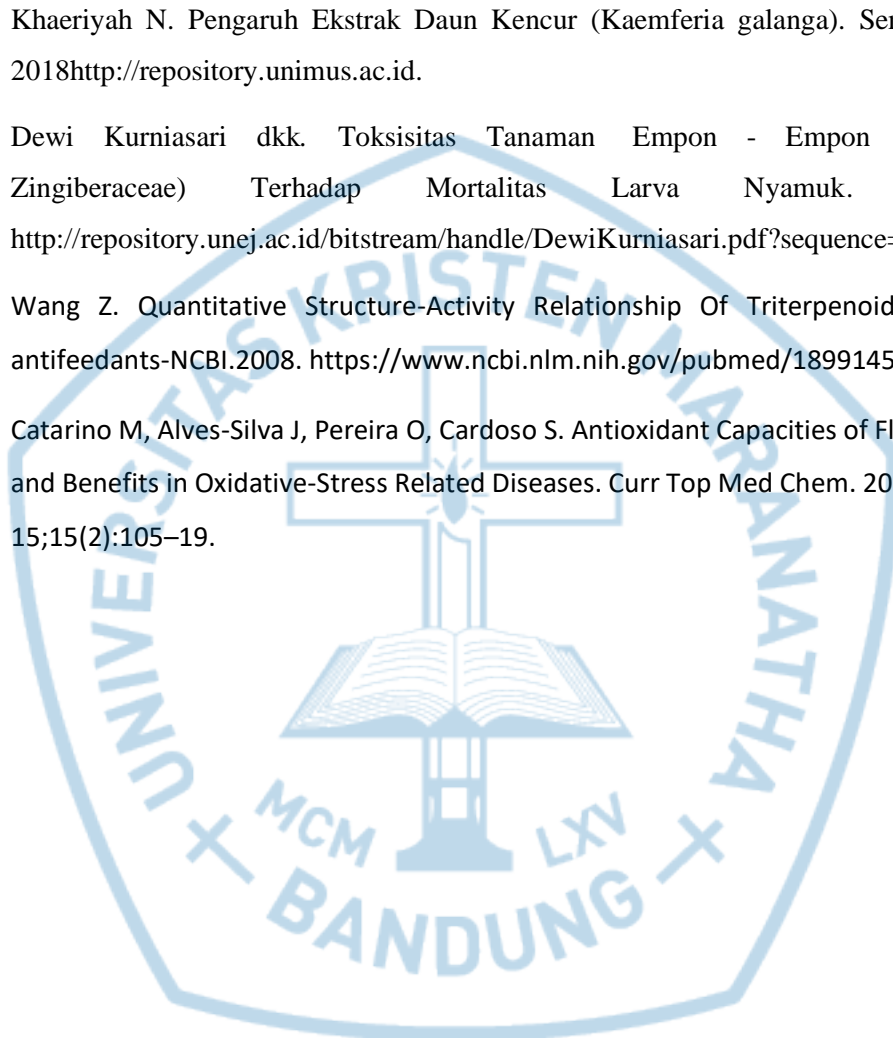 Khaeriyah N. Pengaruh Ekstrak Daun Kencur (Kaemferia galanga).
2018http://repository.unimus.ac.id.
Dewi Kurniasari dkk. Toksisitas Tanaman Empon - Empon
Zingiberaceae) Terhadap Mortalitas Larva Nyamuk.
http://repository.unej.ac.id/bitstream/handle/DewiKurniasari.pdf?sequence=
Wang Z. Quantitative Structure-Activity Relationship Of Triterpenoid
antifeedants-NCBI.2008. https://www.ncbi.nlm.nih.gov/pubmed/1899145
Catarino M, Alves-Silva J, Pereira O, Cardoso S. Antioxidant Capacities of Fl
and Benefits in Oxidative-Stress Related Diseases. Curr Top Med Chem. 20
15;15(2):105–19.
UNIVERSITAS KRISTEN MARANATHA
MCM LXV
BANDUNG